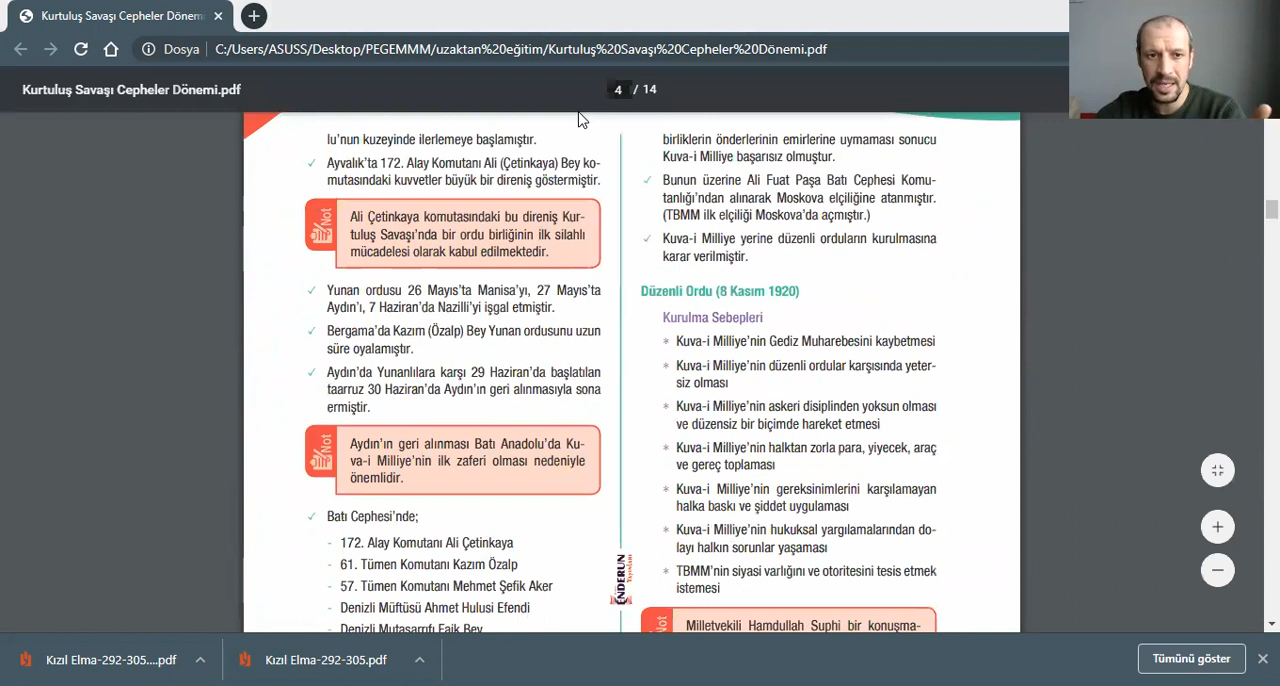 Kurtuluş Savaşı Cepheler Dönemi
Dosya
C:/Users/ASUSS/Desktop/PEGEMMM/uzaktan%20eğitim/Kurtuluş%20Savaşı%20Cepheler%20Dönemi.pdf
Kurtuluş Savaşı Cepheler Dönemi.pdf
4 / 14
lu’nun kuzeyinde ilerlemeye başlamıştır.
✓ Ayvalık’ta 172. Alay Komutanı Ali (Çetinkaya) Bey ko-
mutasındaki kuvvetler büyük bir direniş göstermiştir.
Not
Ali Çetinkaya komutasındaki bu direniş Kur-
tuluş Savaşı’nda bir ordu birliğinin ilk silahlı
mücadelesi olarak kabul edilmektedir.
✓ Yunan ordusu 26 Mayıs’ta Manisa’yı, 27 Mayıs’ta
Aydın’ı, 7 Haziran’da Nazilli’yi işgal etmiştir.
✓ Bergama’da Kazım (Özalp) Bey Yunan ordusunu uzun
süre oyalamıştır.
✓ Aydın’da Yunanlılara karşı 29 Haziran’da başlatılan
taarruz 30 Haziran’da Aydın’ın geri alınmasıyla sona
ermiştir.
Not
Aydın’ın geri alınması Batı Anadolu’da Ku-
va-i Milliye’nin ilk zaferi olması nedeniyle
önemlidir.
✓ Batı Cephesi’nde;
- 172. Alay Komutanı Ali Çetinkaya
- 61. Tümen Komutanı Kazım Özalp
- 57. Tümen Komutanı Mehmet Şefik Aker
- Denizli Müftüsü Ahmet Hulusi Efendi
- Denizli Mutasarrıfı Faik Bey
ENDERUN
Yayınları
birliklerin önderlerinin emirlerine uymaması sonucu
Kuva-i Milliye başarısız olmuştur.
✓ Bunun üzerine Ali Fuat Paşa Batı Cephesi Komu-
tanlığı’ndan alınarak Moskova elçiliğine atanmıştır.
(TBMM ilk elçiliği Moskova’da açmıştır.)
✓ Kuva-i Milliye yerine düzenli orduların kurulmasına
karar verilmiştir.
Düzenli Ordu (8 Kasım 1920)
Kurulma Sebepleri
* Kuva-i Milliye’nin Gediz Muharebesini kaybetmesi
* Kuva-i Milliye’nin düzenli ordular karşısında yeter-
siz olması
* Kuva-i Milliye’nin askeri disiplinden yoksun olması
ve düzensiz bir biçimde hareket etmesi
* Kuva-i Milliye’nin halktan zorla para, yiyecek, araç
ve gereç toplaması
* Kuva-i Milliye’nin gereksinimlerini karşılamayan
halka baskı ve şiddet uygulaması
* Kuva-i Milliye’nin hukuksal yargılamalarından do-
layı halkın sorunlar yaşaması
* TBMM’nin siyasi varlığını ve otoritesini tesis etmek
istemesi
Not
Milletvekili Hamdullah Suphi bir konuşma-
Kızıl Elma-292-305....pdf
Kızıl Elma-292-305.pdf
Tümünü göster